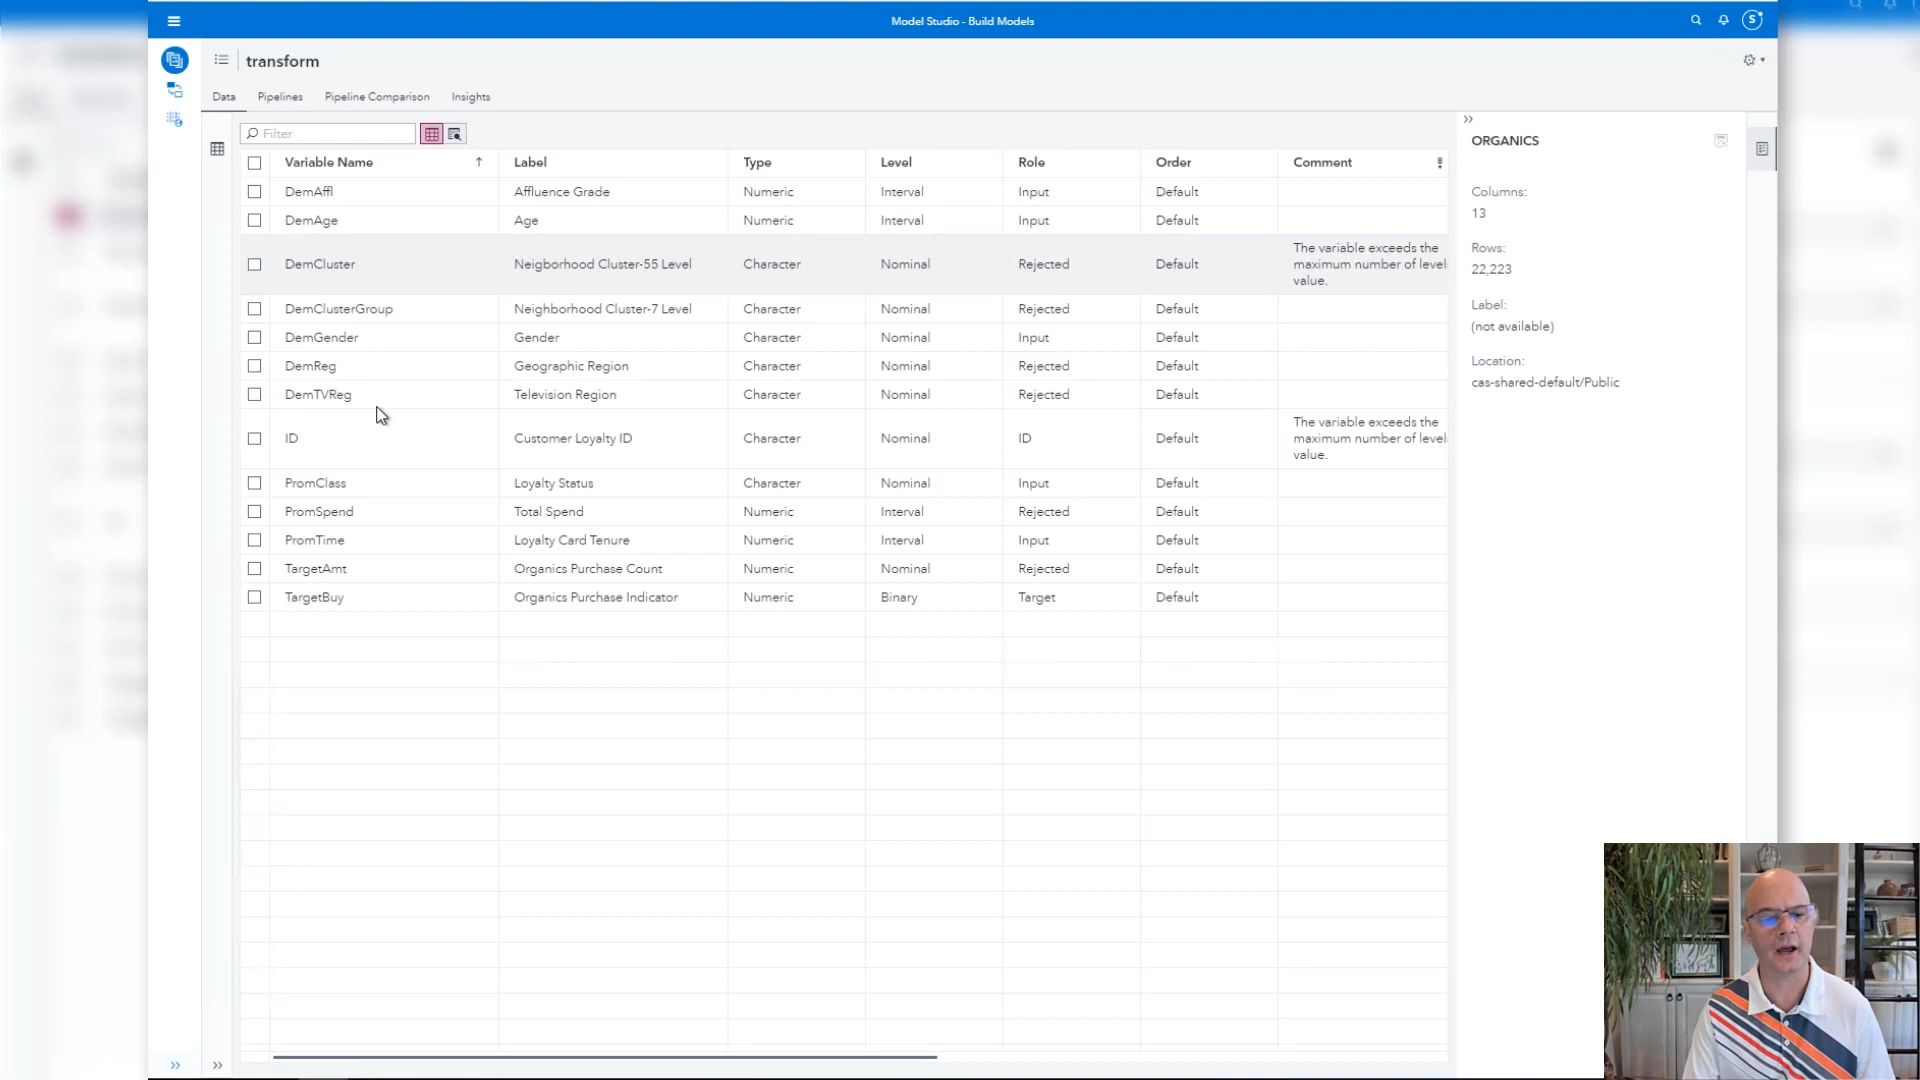 Model Studio - Build Models
S
transform
Data Pipelines Pipeline Comparison Insights
Filter
Variable Name Label Type Level Role Order Comment
DemAffl Affluence Grade Numeric Interval Input Default
DemAge Age Numeric Interval Input Default
DemCluster Neigborhood Cluster-55 Level Character Nominal Rejected Default The variable exceeds the
maximum number of level
value.
DemClusterGroup Neighborhood Cluster-7 Level Character Nominal Rejected Default
DemGender Gender Character Nominal Input Default
DemReg Geographic Region Character Nominal Rejected Default
DemTVReg Television Region Character Nominal Rejected Default
ID Customer Loyalty ID Character Nominal ID Default The variable exceeds the
maximum number of level
value.
PromClass Loyalty Status Character Nominal Input Default
PromSpend Total Spend Numeric Interval Rejected Default
PromTime Loyalty Card Tenure Numeric Interval Input Default
TargetAmt Organics Purchase Count Numeric Nominal Rejected Default
TargetBuy Organics Purchase Indicator Numeric Binary Target Default
ORGANICS
Columns:
13
Rows:
22,223
Label:
(not available)
Location:
cas-shared-default/Public